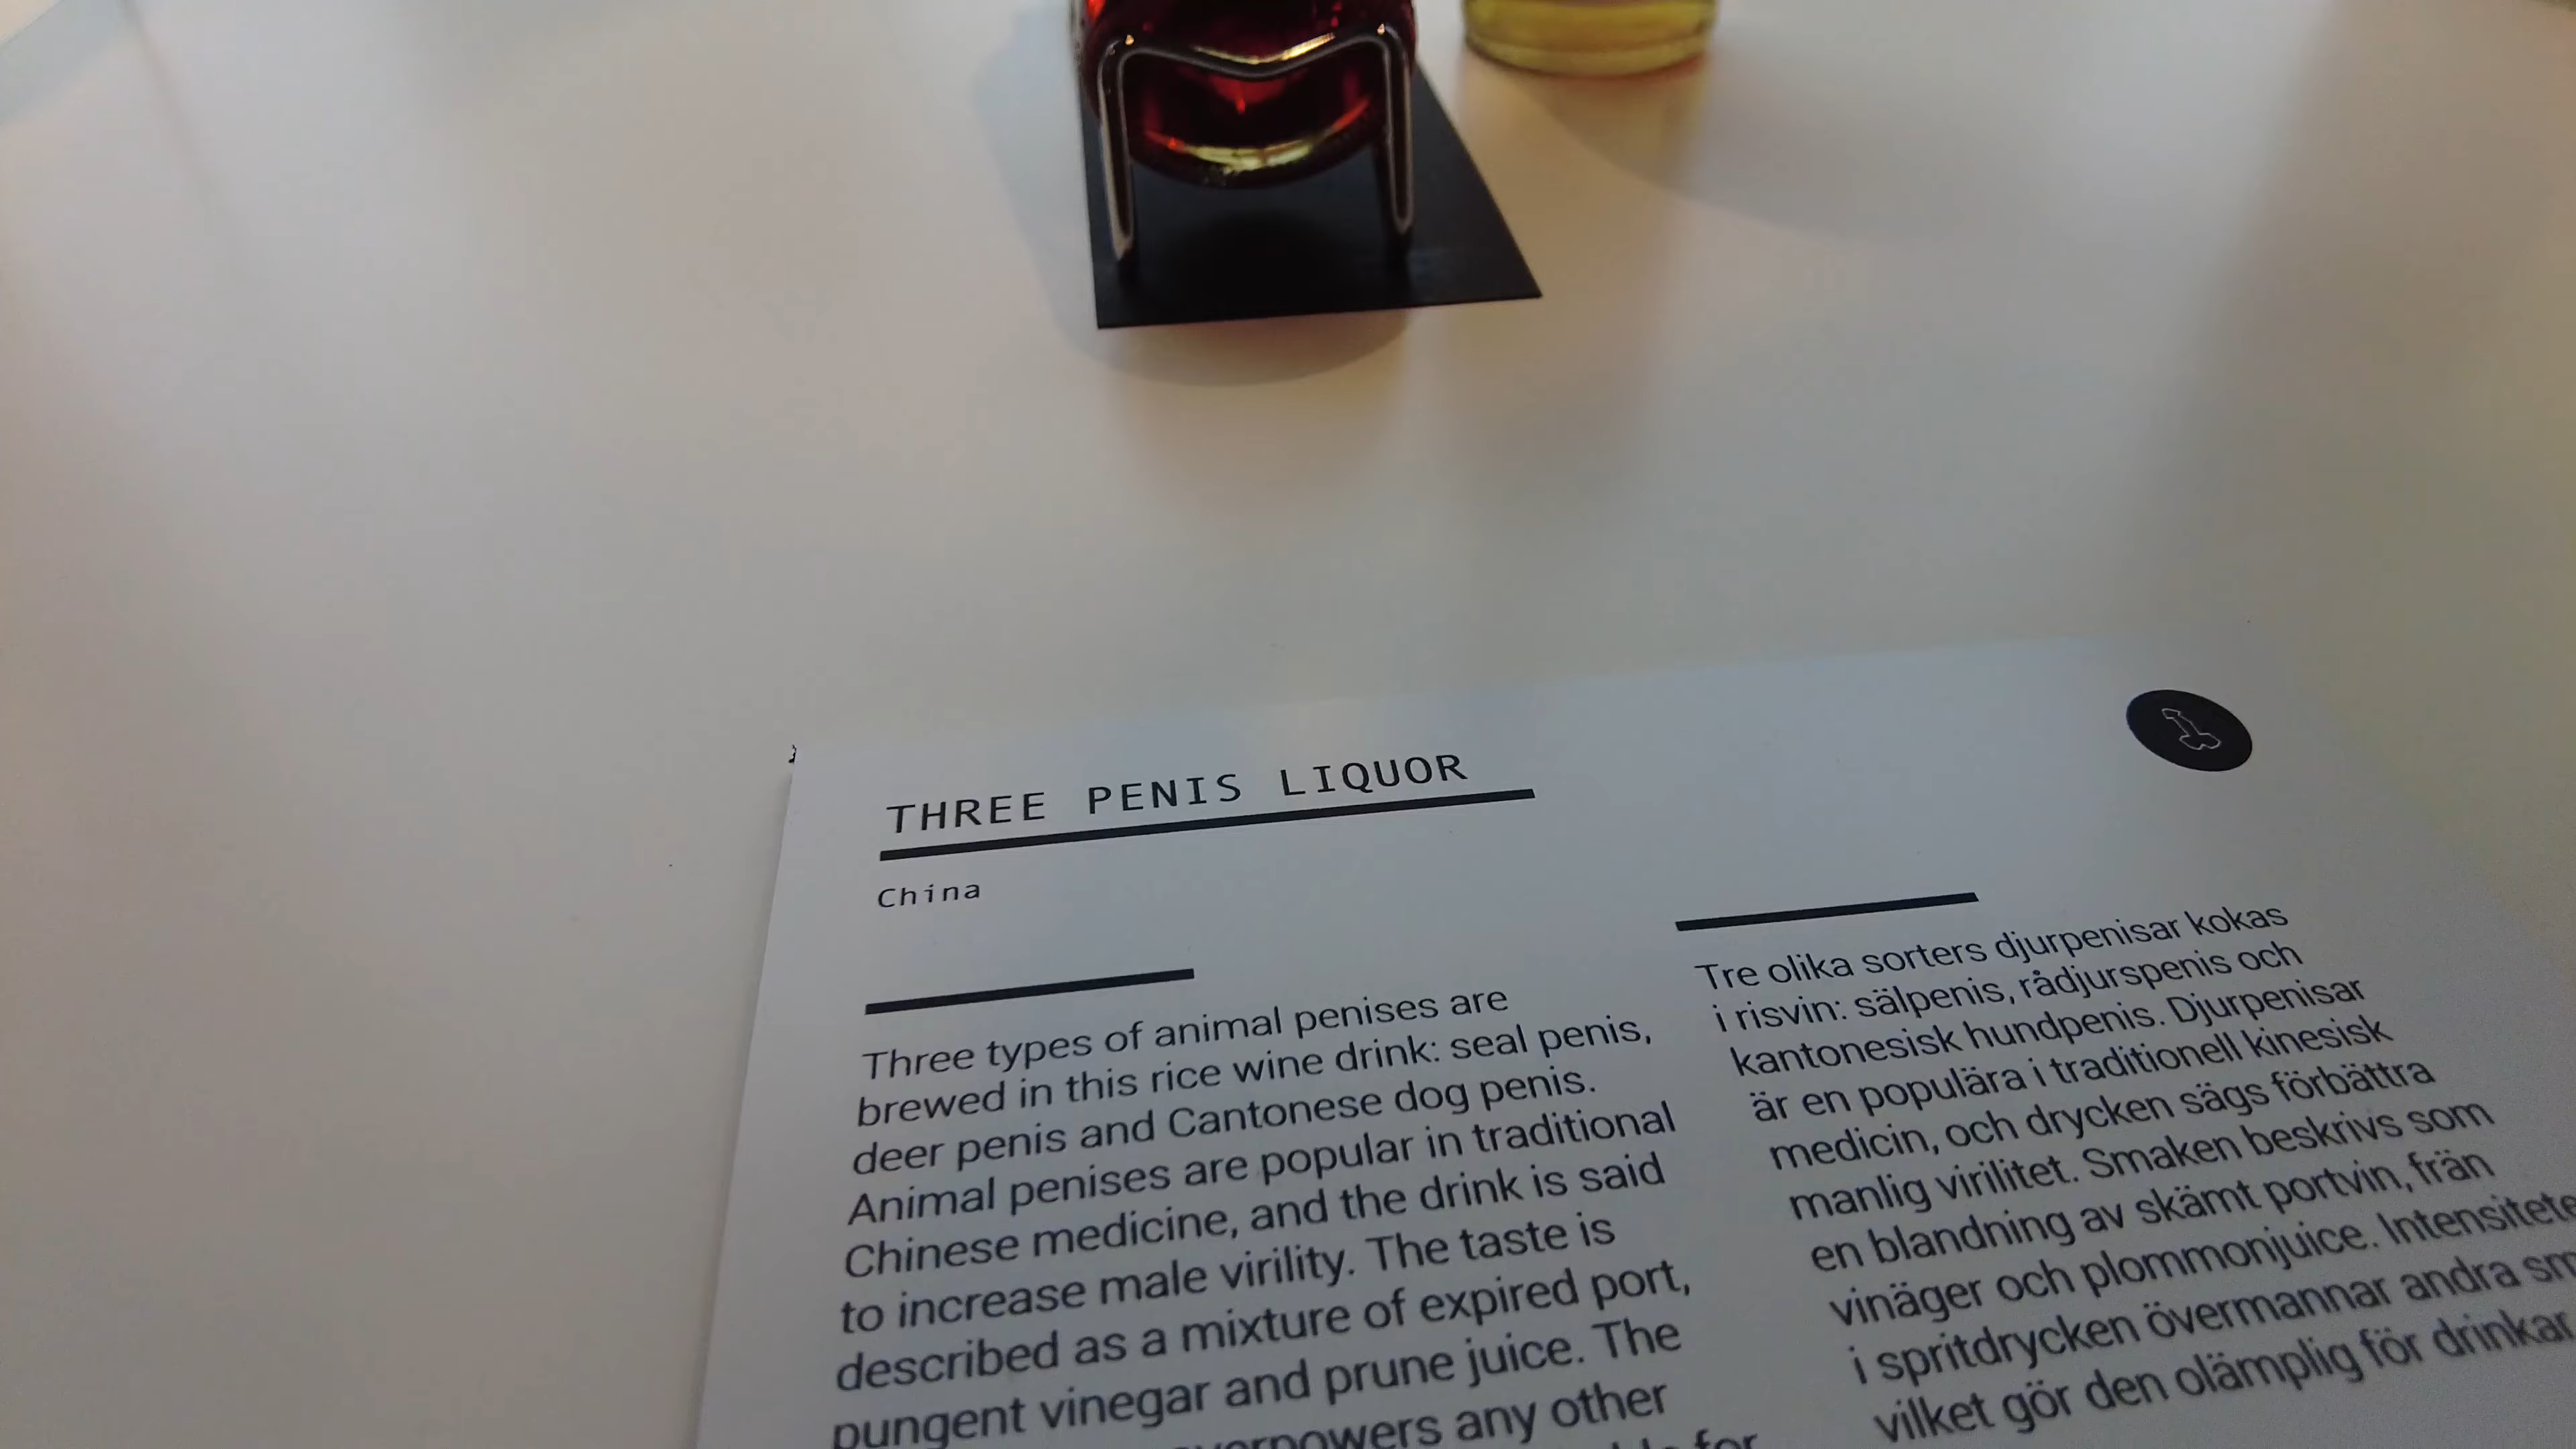 THREE PENIS LIQUOR
China
Three types of animal penises are
brewed in this rice wine drink: seal penis,
deer penis and Cantonese dog penis.
Animal penises are popular in traditional
Chinese medicine, and the drink is said
to increase male virility. The taste is
described as a mixture of expired port,
pungent vinegar and prune juice. The
any other
for
Tre olika sorters djurpenisar kokas
i risvin: sälpenis, rådjurspenis och
kantonesisk hundpenis. Djurpenisar
är en populära i traditionell kinesisk
medicin, och drycken sägs förbättra
manlig virilitet. Smaken beskrivs som
en blandning av skämt portvin, frän
vinäger och plommonjuice.
i spritdrycken övermannar andra
vilket gör den olämplig för drinkar